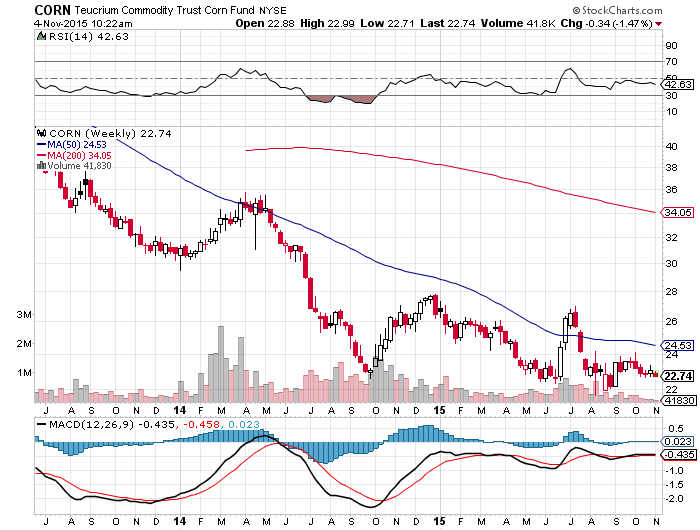 CORN Teucrium Commodity Trust Corn Fund NYSE © StockCharts.com
4-Nov-2015 10:22am Open 22.88 High 22.99 Low 22.71 Last 22.74 Volume 41.8K Chg -0.34 (-1.47%)
RSI(14) 42.63
90
70
50
42.63
30
10
CORN (Weekly) 22.74
MA(50) 24.53
MA(200) 34.05
Volume 41,830
40
38
36
34.05
32
30
28
26
24.53
24
22.74
22
41830
3M
2M
1M
J A S O N D 14 F M A M J J A S O N D 15 F M A M J J A S O N
MACD(12,26,9) -0.435, -0.458, 0.023
0.5
0.023
-0.435
-1.0
-1.5
-2.0
J A S O N D 14 F M A M J J A S O N D 15 F M A M J J A S O N